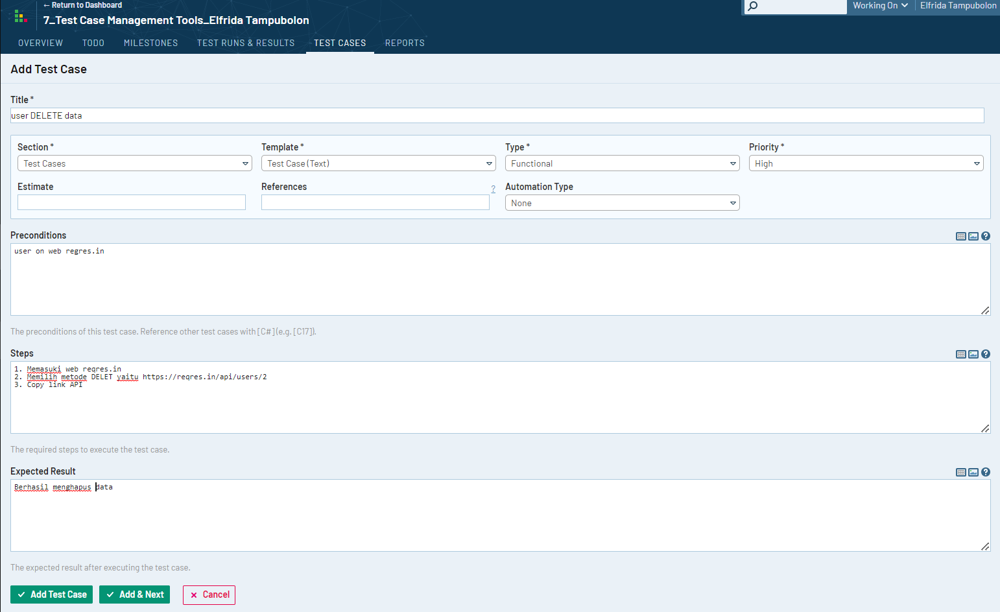 ← Return to Dashboard
Working On
Elfrida Tampubolon
7_Test Case Management Tools_Elfrida Tampubolon
OVERVIEW TODO MILESTONES TEST RUNS & RESULTS TEST CASES REPORTS
Add Test Case
Title *
user DELETE data
Section * Template * Type * Priority *
Test Cases Test Case (Text) Functional High
Estimate References ? Automation Type
None
Preconditions
user on web regres.in
The preconditions of this test case. Reference other test cases with [C#] (e.g. [C17]).
Steps
1. Memasuki web reqres.in
2. Memilih metode DELET yaitu https://reqres.in/api/users/2
3. Copy link API
The required steps to execute the test case.
Expected Result
Berhasil menghapus data
The expected result after executing the test case.
Add Test Case Add & Next Cancel